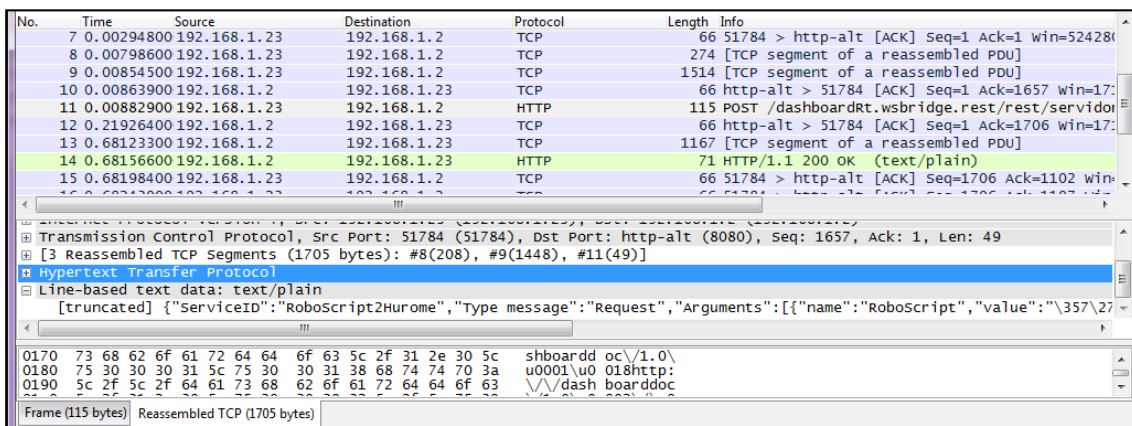 No. Time Source Destination Protocol Length Info
7 0.00294800 192.168.1.23 192.168.1.2 TCP 66 51784 > http-alt [ACK] Seq=1 Ack=1 Win=524280
8 0.00798600 192.168.1.23 192.168.1.2 TCP 274 [TCP segment of a reassembled PDU]
9 0.00854500 192.168.1.23 192.168.1.2 TCP 1514 [TCP segment of a reassembled PDU]
10 0.00863900 192.168.1.2 192.168.1.23 TCP 66 http-alt > 51784 [ACK] Seq=1 Ack=1657 Win=171
11 0.00882900 192.168.1.23 192.168.1.2 HTTP 115 POST /dashboardRt.wsbridge.rest/rest/servidor
12 0.21926400 192.168.1.2 192.168.1.23 TCP 66 http-alt > 51784 [ACK] Seq=1 Ack=1706 Win=171
13 0.68123300 192.168.1.2 192.168.1.23 TCP 1167 [TCP segment of a reassembled PDU]
14 0.68156600 192.168.1.2 192.168.1.23 HTTP 71 HTTP/1.1 200 OK (text/plain)
15 0.68198400 192.168.1.23 192.168.1.2 TCP 66 51784 > http-alt [ACK] Seq=1706 Ack=1102 Win=
Transmission Control Protocol, Src Port: 51784 (51784), Dst Port: http-alt (8080), Seq: 1657, Ack: 1, Len: 49
[3 Reassembled TCP Segments (1705 bytes): #8(208), #9(1448), #11(49)]
Hypertext Transfer Protocol
Line-based text data: text/plain
[truncated] {"ServiceID":"RoboScript2Hurome","Type message":"Request","Arguments":[{"name":"RoboScript","value":"\357\27
0170 73 68 62 6f 61 72 64 64 6f 63 5c 2f 31 2e 30 5c shboardd oc\/1.0\
0180 75 30 30 30 31 5c 75 30 30 31 38 68 74 74 70 3a u0001\u0 018http:
0190 5c 2f 5c 2f 64 61 73 68 62 6f 61 72 64 64 6f 63 \/\/dash boarddoc
Frame (115 bytes) Reassembled TCP (1705 bytes)